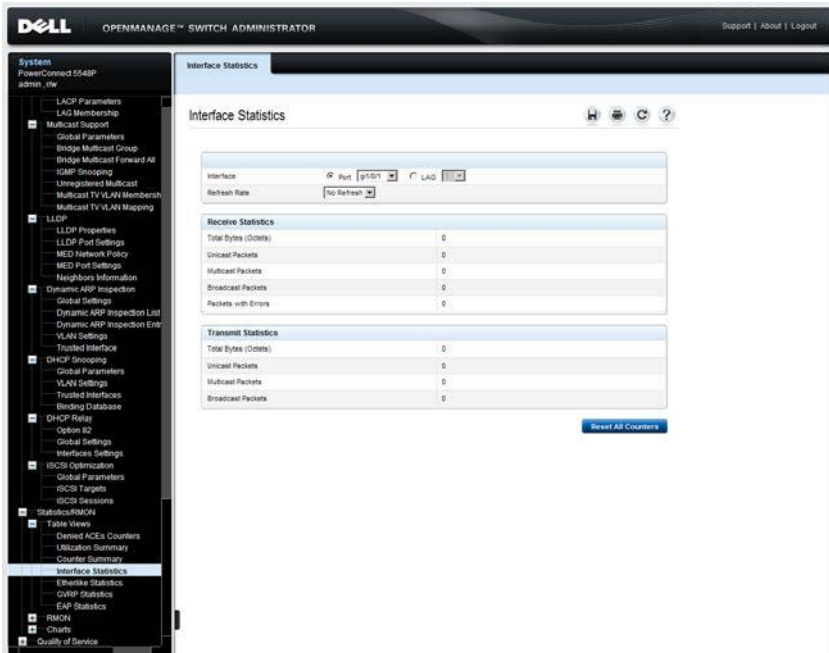 DELL OPENMANAGE™ SWITCH ADMINISTRATOR Support | About | Logout
System
PowerConnect 5548P
admin , r/w
LACP Parameters
LAG Membership
Multicast Support
Global Parameters
Bridge Multicast Group
Bridge Multicast Forward All
IGMP Snooping
Unregistered Multicast
Multicast TV VLAN Membersh
Multicast TV VLAN Mapping
LLDP
LLDP Properties
LLDP Port Settings
MED Network Policy
MED Port Settings
Neighbors Information
Dynamic ARP Inspection
Global Settings
Dynamic ARP Inspection List
Dynamic ARP Inspection Entr
VLAN Settings
Trusted Interface
DHCP Snooping
Global Parameters
VLAN Settings
Trusted Interfaces
Binding Database
DHCP Relay
Option 82
Global Settings
Interfaces Settings
iSCSI Optimization
Global Parameters
iSCSI Targets
iSCSI Sessions
Statistics/RMON
Table Views
Denied ACEs Counters
Utilization Summary
Counter Summary
Interface Statistics
Etherlike Statistics
GVRP Statistics
EAP Statistics
RMON
Charts
Quality of Service
Interface Statistics
Interface Statistics
Interface Port gi1/0/1 LAG
Refresh Rate No Refresh
Receive Statistics
Total Bytes (Octets) 0
Unicast Packets 0
Multicast Packets 0
Broadcast Packets 0
Packets with Errors 0
Transmit Statistics
Total Bytes (Octets) 0
Unicast Packets 0
Multicast Packets 0
Broadcast Packets 0
Reset All Counters